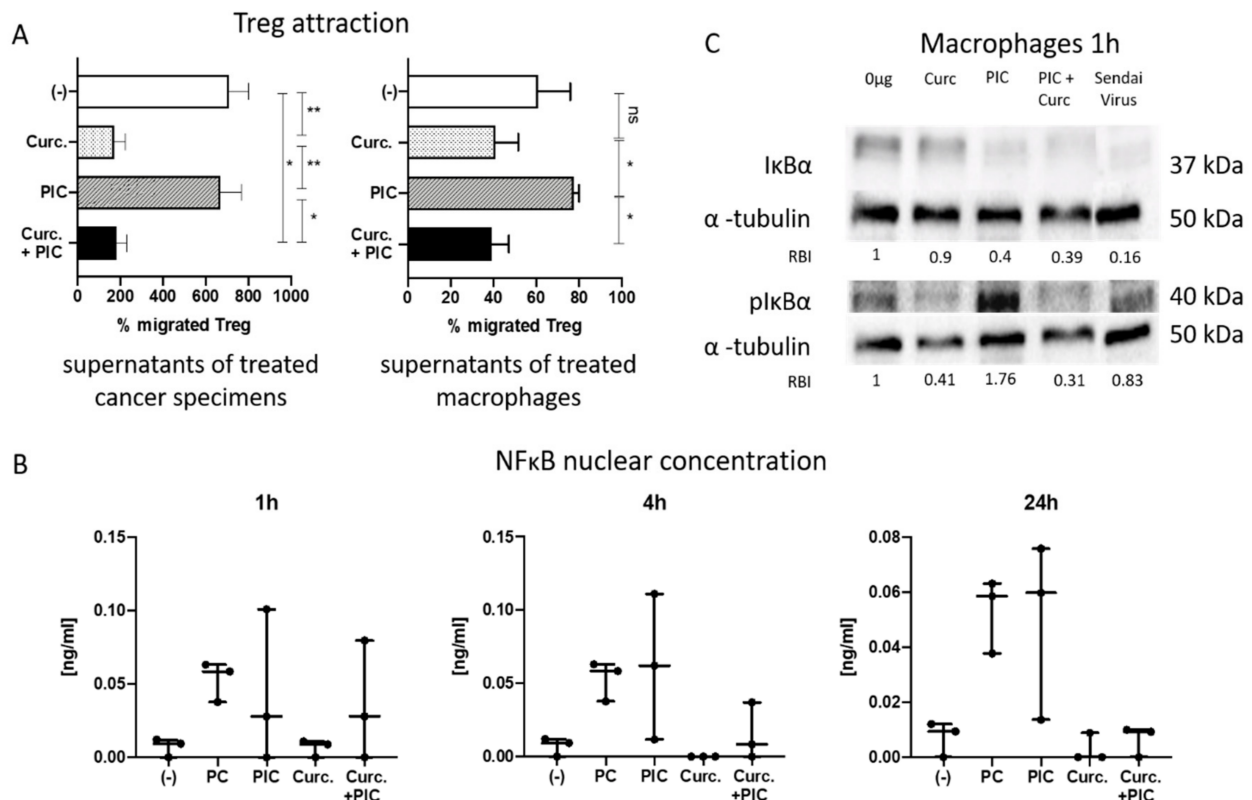 A
Treg attraction
(-)
Curc.
PIC
Curc.
+ PIC
**
*
**
*
0 200 400 600 800 1000
% migrated Treg
supernatants of treated
cancer specimens
(-)
Curc.
PIC
Curc.
+ PIC
ns
*
*
0 20 40 60 80 100
% migrated Treg
supernatants of treated
macrophages
C
Macrophages 1h
0µg Curc PIC PIC + Curc Sendai Virus
IκBα 37 kDa
α -tubulin 50 kDa
RBI 1 0.9 0.4 0.39 0.16
pIκBα 40 kDa
α -tubulin 50 kDa
RBI 1 0.41 1.76 0.31 0.83
B
NFκB nuclear concentration
1h
[ng/ml]
0.15
0.10
0.05
0.00
(-) PC PIC Curc. Curc. +PIC
4h
[ng/ml]
0.15
0.10
0.05
0.00
(-) PC PIC Curc. Curc. +PIC
24h
[ng/ml]
0.08
0.06
0.04
0.02
0.00
(-) PC PIC Curc. Curc. +PIC